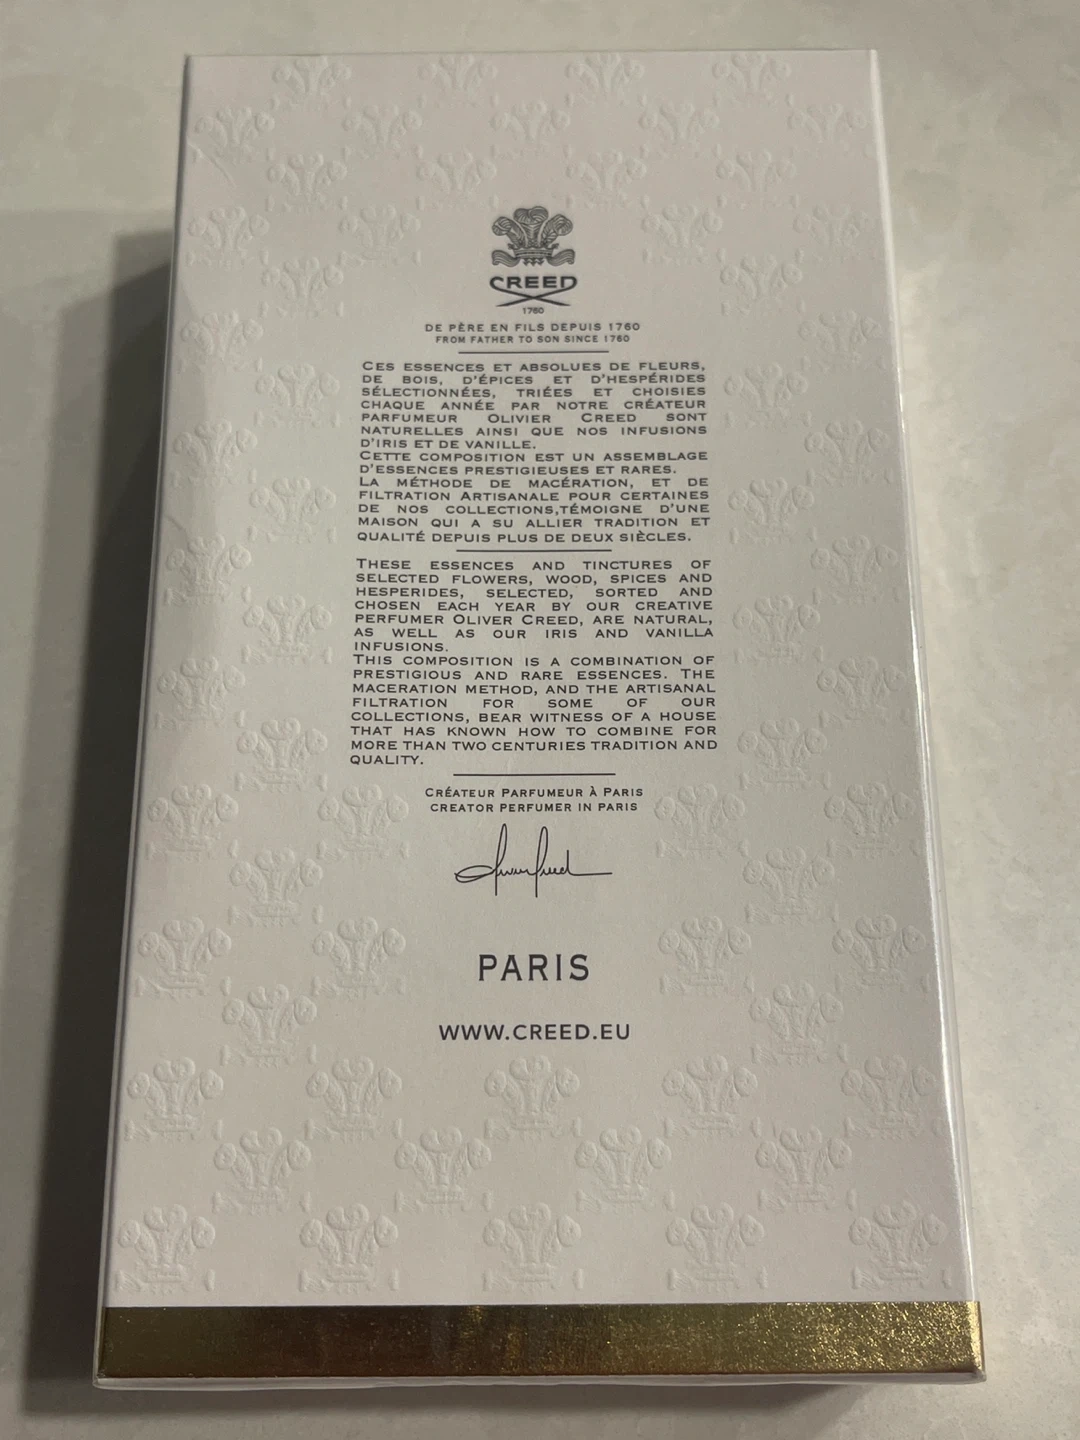 CREED
1760
DE PÈRE EN FILS DEPUIS 1760
FROM FATHER TO SON SINCE 1760
CES ESSENCES ET ABSOLUES DE FLEURS,
DE BOIS, D'ÉPICES ET D'HESPÉRIDES
SÉLECTIONNÉES, TRIÉES ET CHOISIES
CHAQUE ANNÉE PAR NOTRE CRÉATEUR
PARFUMEUR OLIVIER CREED SONT
NATURELLES AINSI QUE NOS INFUSIONS
D'IRIS ET DE VANILLE.
CETTE COMPOSITION EST UN ASSEMBLAGE
D'ESSENCES PRESTIGIEUSES ET RARES.
LA MÉTHODE DE MACÉRATION, ET DE
FILTRATION ARTISANALE POUR CERTAINES
DE NOS COLLECTIONS,TÉMOIGNE D'UNE
MAISON QUI A SU ALLIER TRADITION ET
QUALITÉ DEPUIS PLUS DE DEUX SIÈCLES.
THESE ESSENCES AND TINCTURES OF
SELECTED FLOWERS, WOOD, SPICES AND
HESPERIDES, SELECTED, SORTED AND
CHOSEN EACH YEAR BY OUR CREATIVE
PERFUMER OLIVER CREED, ARE NATURAL,
AS WELL AS OUR IRIS AND VANILLA
INFUSIONS.
THIS COMPOSITION IS A COMBINATION OF
PRESTIGIOUS AND RARE ESSENCES. THE
MACERATION METHOD, AND THE ARTISANAL
FILTRATION FOR SOME OF OUR
COLLECTIONS, BEAR WITNESS OF A HOUSE
THAT HAS KNOWN HOW TO COMBINE FOR
MORE THAN TWO CENTURIES TRADITION AND
QUALITY.
CRÉATEUR PARFUMEUR À PARIS
CREATOR PERFUMER IN PARIS
PARIS
WWW.CREED.EU